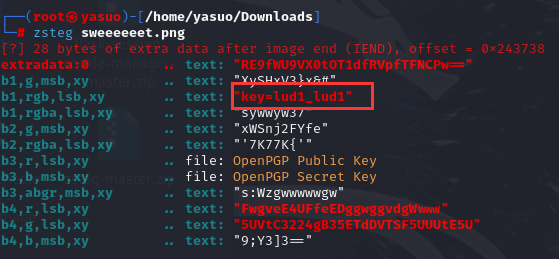 ┌──(root㉿yasuo)-[/home/yasuo/Downloads]
└─# zsteg sweeeeeet.png
[?] 28 bytes of extra data after image end (IEND), offset = 0×243738
extradata:0 .. text: "RE9fWU9VX0tOT1dfRVpfTFNCPw=="
b1,g,msb,xy .. text: "XySHxV3}x&#"
b1,rgb,lsb,xy .. text: "key=lud1_lud1"
b1,rgba,lsb,xy .. text: "sywwyw37"
b2,g,msb,xy .. text: "xWSnj2FYfe"
b2,rgba,lsb,xy .. text: "'7K77K{'"
b3,r,lsb,xy .. file: OpenPGP Public Key
b3,b,msb,xy .. file: OpenPGP Secret Key
b3,abgr,msb,xy .. text: "s:Wzgwwwwwgw"
b4,r,lsb,xy .. text: "FwgveE4UFfeEDggwggvdgWwww"
b4,g,lsb,xy .. text: "5UVtC3224gB35ETdDVTSF5UUUtE5U"
b4,b,msb,xy .. text: "9;Y3]3=="